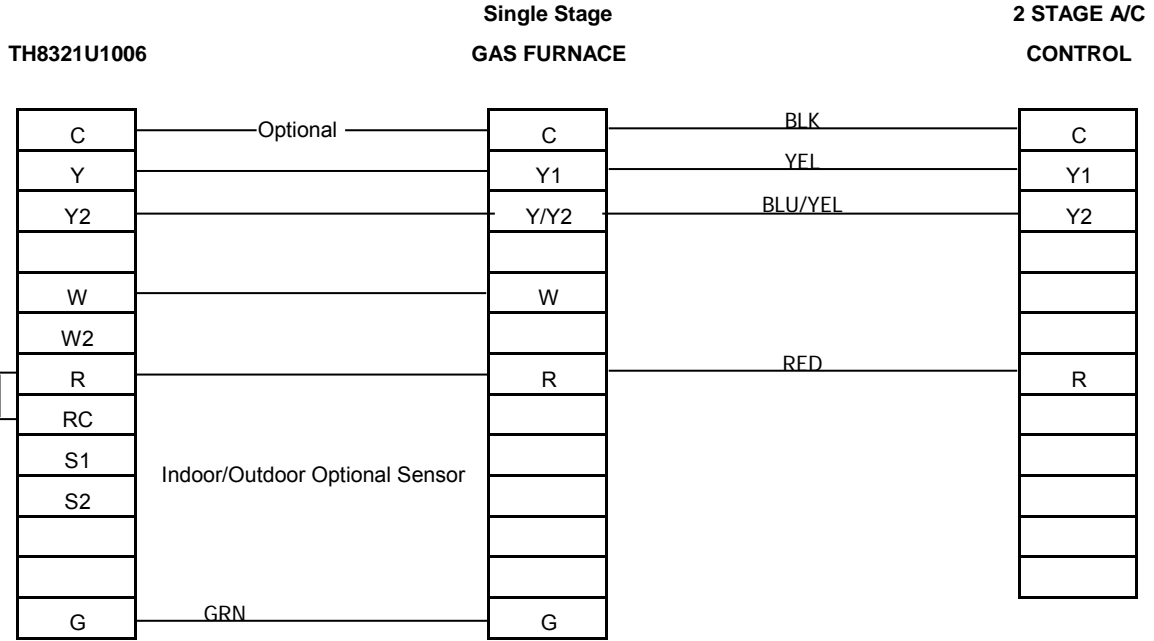 Single Stage 2 STAGE A/C
TH8321U1006 GAS FURNACE CONTROL
C Optional C BLK C
Y Y1 YEL Y1
Y2 Y/Y2 BLU/YEL Y2
W W
W2
R R RED R
RC
S1
Indoor/Outdoor Optional Sensor
S2
G GRN G